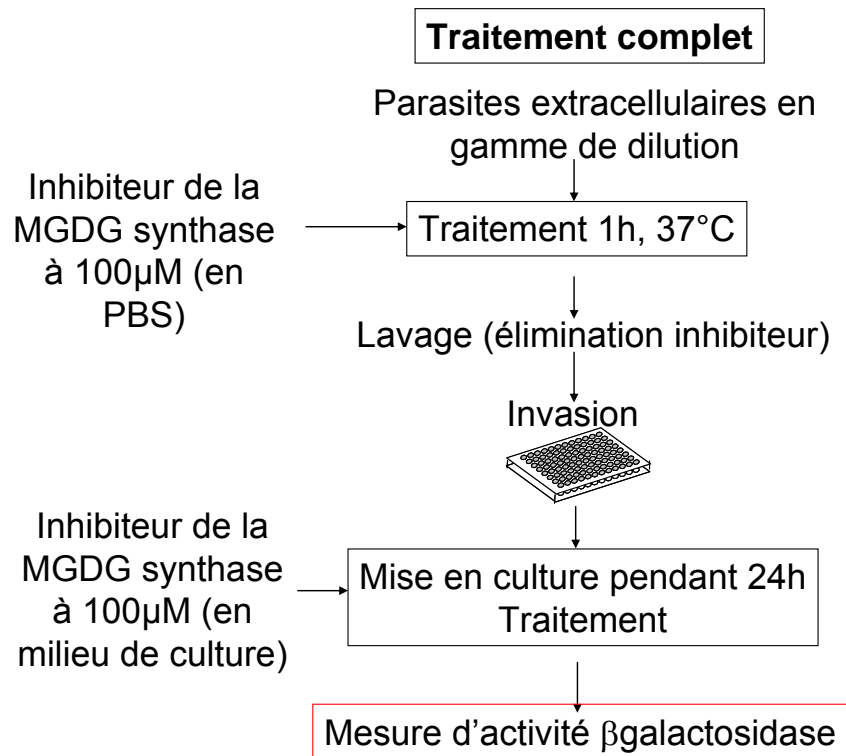 Traitement complet
Parasites extracellulaires en
gamme de dilution
Inhibiteur de la
MGDG synthase
à 100µM (en
PBS)
Traitement 1h, 37°C
Lavage (élimination inhibiteur)
Invasion
Inhibiteur de la
MGDG synthase
à 100µM (en
milieu de culture)
Mise en culture pendant 24h
Traitement
Mesure d’activité βgalactosidase